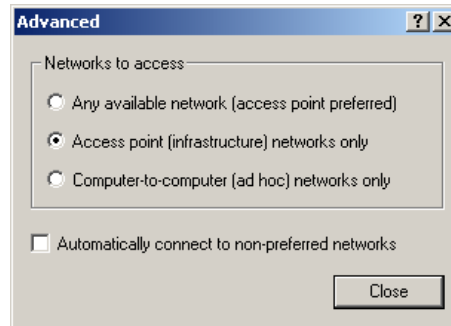 Advanced
Networks to access
Any available network (access point preferred)
Access point (infrastructure) networks only
Computer-to-computer (ad hoc) networks only
Automatically connect to non-preferred networks
Close